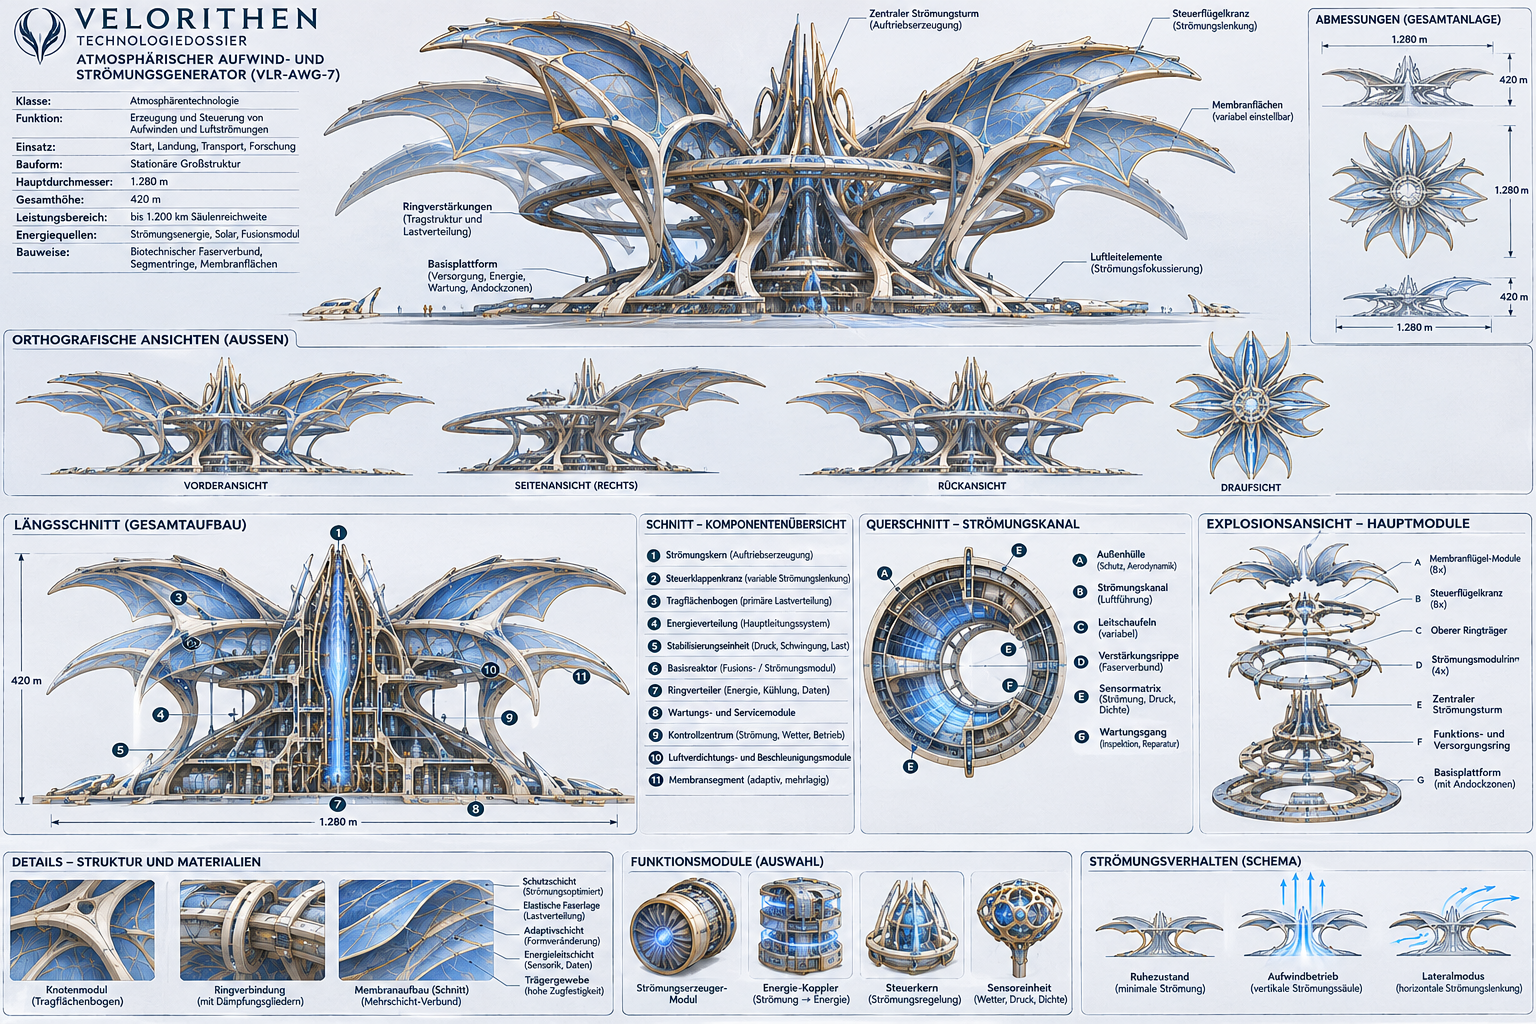 VELORITHEN
TECHNOLOGIEDOSSIER
ATMOSPHÄRISCHER AUFWIND- UND
STRÖMUNGSGENERATOR (VLR-AWG-7)
Klasse: Atmosphärentechnologie
Funktion: Erzeugung und Steuerung von
Aufwinden und Luftströmungen
Einsatz: Start, Landung, Transport, Forschung
Bauform: Stationäre Großstruktur
Hauptdurchmesser: 1.280 m
Gesamthöhe: 420 m
Leistungsbereich: bis 1.200 km Säulenreichweite
Energiequellen: Strömungsenergie, Solar, Fusionsmodul
Bauweise: Biotechnischer Faserverbund,
Segmentringe, Membranflächen
Zentraler Strömungsturm
(Auftriebserzeugung)
Steuerflügelkranz
(Strömungslenkung)
Membranflächen
(variabel einstellbar)
Ringverstärkungen
(Tragstruktur und
Lastverteilung)
Basisplattform
(Versorgung, Energie,
Wartung, Andockzonen)
Luftleitelemente
(Strömungsfokussierung)
ABMESSUNGEN (GESAMTANLAGE)
1.280 m
420 m
1.280 m
420 m
1.280 m
ORTHOGRAFISCHE ANSICHTEN (AUSSEN)
VORDERANSICHT
SEITENANSICHT (RECHTS)
RÜCKANSICHT
DRAUFSICHT
LÄNGSSCHNITT (GESAMTAUFBAU)
1
3
10
11
4
9
5
7
8
420 m
1.280 m
SCHNITT – KOMPONENTENÜBERSICHT
1 Strömungskern (Auftriebserzeugung)
2 Steuerklappenkranz (variable Strömungslenkung)
3 Tragflächenbogen (primäre Lastverteilung)
4 Energieverteilung (Hauptleitungssystem)
5 Stabilisierungseinheit (Druck, Schwingung, Last)
6 Basisreaktor (Fusions- / Strömungsmodul)
7 Ringverteiler (Energie, Kühlung, Daten)
8 Wartungs- und Servicemodule
9 Kontrollzentrum (Strömung, Wetter, Betrieb)
10 Luftverdichtungs- und Beschleunigungsmodule
11 Membransegment (adaptiv, mehrlagig)
QUERSCHNITT – STRÖMUNGSKANAL
E
A
E
F
E
A Außenhülle
(Schutz, Aerodynamik)
B Strömungskanal
(Luftführung)
C Leitschaufeln
(variabel)
D Verstärkungsrippe
(Faserverbund)
E Sensormatrix
(Strömung, Druck,
Dichte)
Wartungsgang
(Inspektion, Reparatur)
EXPLOSIONSANSICHT – HAUPTMODULE
A Membranflügel-Module
(8x)
B Steuerflügelkranz
(8x)
C Oberer Ringträger
D Strömungsmodulring
(4x)
E Zentraler
Strömungsturm
F Funktions- und
Versorgungsring
G Basisplattform
(mit Andockzonen)
DETAILS – STRUKTUR UND MATERIALIEN
Knotenmodul
(Tragflächenbogen)
Ringverbindung
(mit Dämpfungsgliedern)
Membranaufbau (Schnitt)
(Mehrschicht-Verbund)
Schutzschicht
(Strömungsoptimiert)
Elastische Faserlage
(Lastverteilung)
Adaptivschicht
(Formveränderung)
Energieleitschicht
(Sensorik, Daten)
Trägergewebe
(hohe Zugfestigkeit)
FUNKTIONSMODULE (AUSWAHL)
Strömungserzeuger-
Modul
Energie-Koppler
(Strömung → Energie)
Steuerkern
(Strömungsregelung)
Sensoreinheit
(Wetter, Druck, Dichte)
STRÖMUNGSVERHALTEN (SCHEMA)
Ruhezustand
(minimale Strömung)
Aufwindbetrieb
(vertikale Strömungssäule)
Lateralmodus
(horizontale Strömungslenkung)